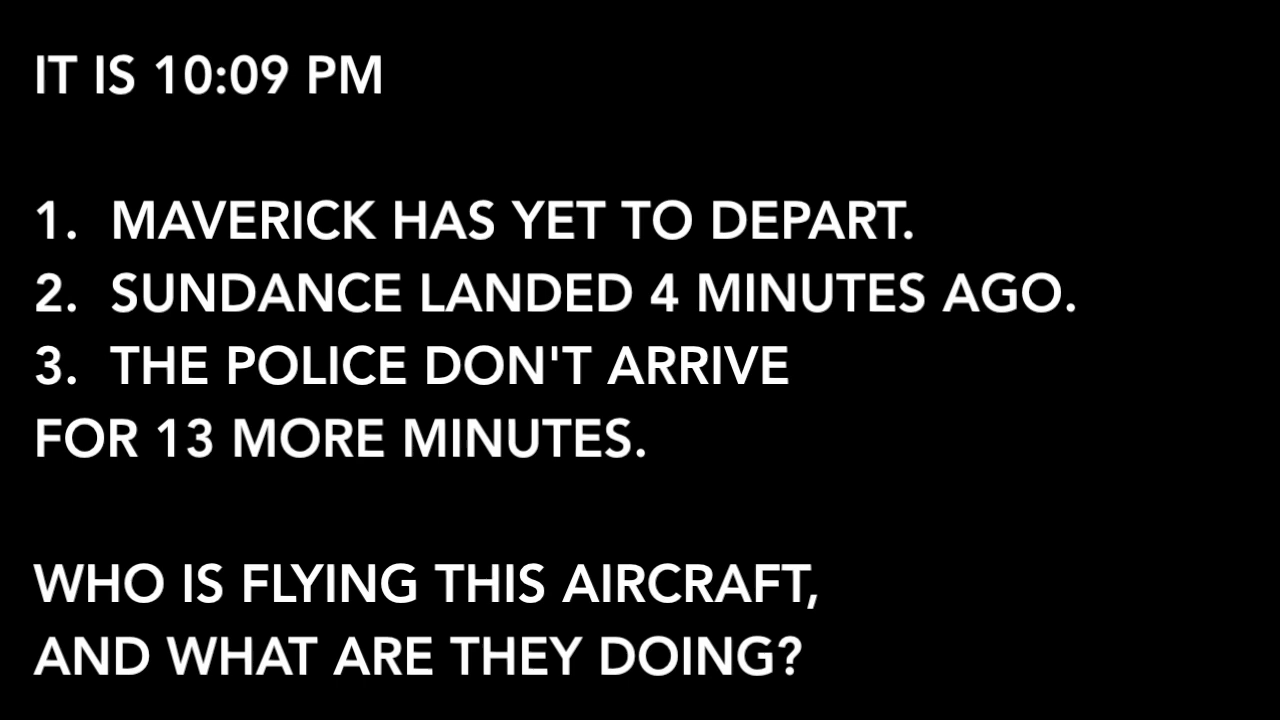 IT IS 10:09 PM
1. MAVERICK HAS YET TO DEPART.
2. SUNDANCE LANDED 4 MINUTES AGO.
3. THE POLICE DON'T ARRIVE
FOR 13 MORE MINUTES.
WHO IS FLYING THIS AIRCRAFT,
AND WHAT ARE THEY DOING?